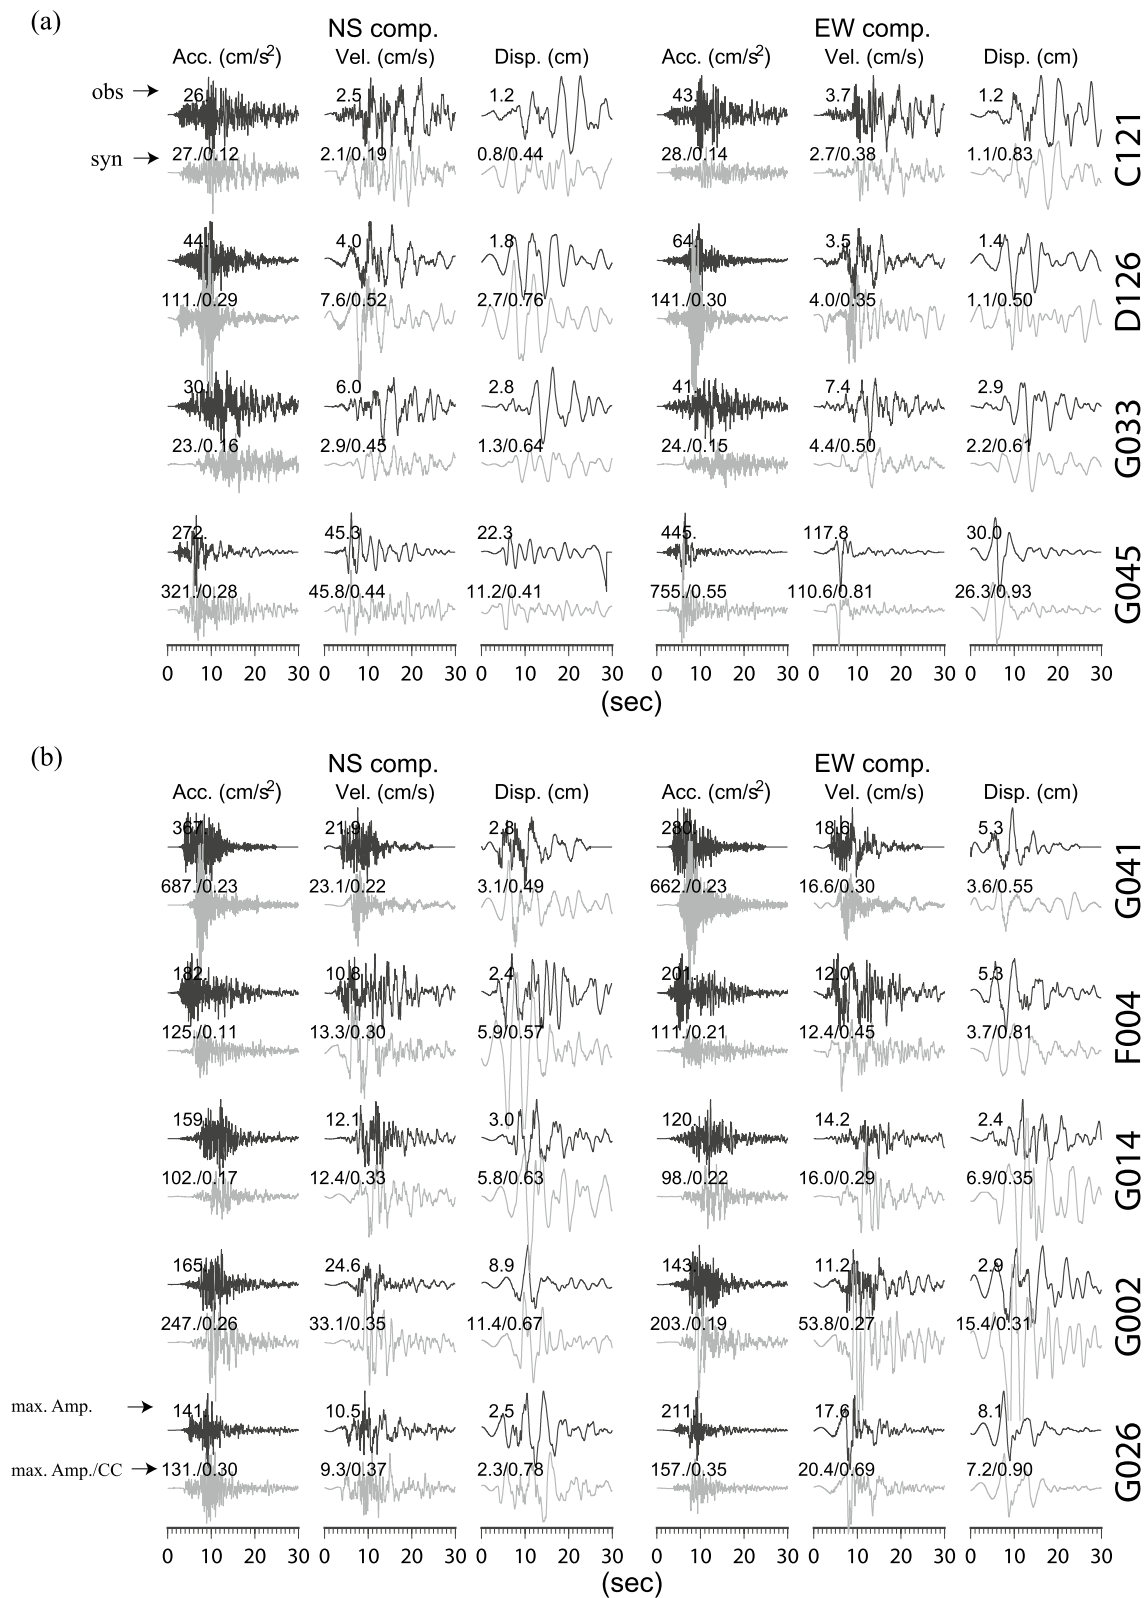 (a)
NS comp. EW comp.
Acc. (cm/s2) Vel. (cm/s) Disp. (cm) Acc. (cm/s2) Vel. (cm/s) Disp. (cm)
obs 26. 2.5 1.2 43. 3.7 1.2
syn 27./0.12 2.1/0.19 0.8/0.44 28./0.14 2.7/0.38 1.1/0.83
C121
44. 4.0 1.8 64. 3.5 1.4
111./0.29 7.6/0.52 2.7/0.76 141./0.30 4.0/0.35 1.1/0.50
D126
30. 6.0 2.8 41. 7.4 2.9
23./0.16 2.9/0.45 1.3/0.64 24./0.15 4.4/0.50 2.2/0.61
G033
272. 45.3 22.3 445. 117.8 30.0
321./0.28 45.8/0.44 11.2/0.41 755./0.55 110.6/0.81 26.3/0.93
G045
0 10 20 30 0 10 20 30 0 10 20 30 0 10 20 30 0 10 20 30 0 10 20 30
(sec)
(b)
NS comp. EW comp.
Acc. (cm/s2) Vel. (cm/s) Disp. (cm) Acc. (cm/s2) Vel. (cm/s) Disp. (cm)
367. 21.9 2.8 280. 18.6 5.3
687./0.23 23.1/0.22 3.1/0.49 662./0.23 16.6/0.30 3.6/0.55
G041
182. 10.8 2.4 201. 12.0 5.3
125./0.11 13.3/0.30 5.9/0.57 111./0.21 12.4/0.45 3.7/0.81
F004
159. 12.1 3.0 120. 14.2 2.4
102./0.17 12.4/0.33 5.8/0.63 98./0.22 16.0/0.29 6.9/0.35
G014
165. 24.6 8.9 143. 11.2 2.9
247./0.26 33.1/0.35 11.4/0.67 203./0.19 53.8/0.27 15.4/0.31
G002
max. Amp. 141. 10.5 2.5 211. 17.6 8.1
max. Amp./CC 131./0.30 9.3/0.37 2.3/0.78 157./0.35 20.4/0.69 7.2/0.90
G026
0 10 20 30 0 10 20 30 0 10 20 30 0 10 20 30 0 10 20 30 0 10 20 30
(sec)